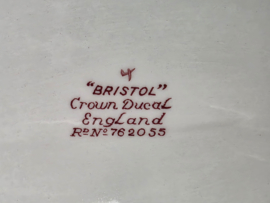 "BRISTOL"
Crown Ducal
England
RD No 762055